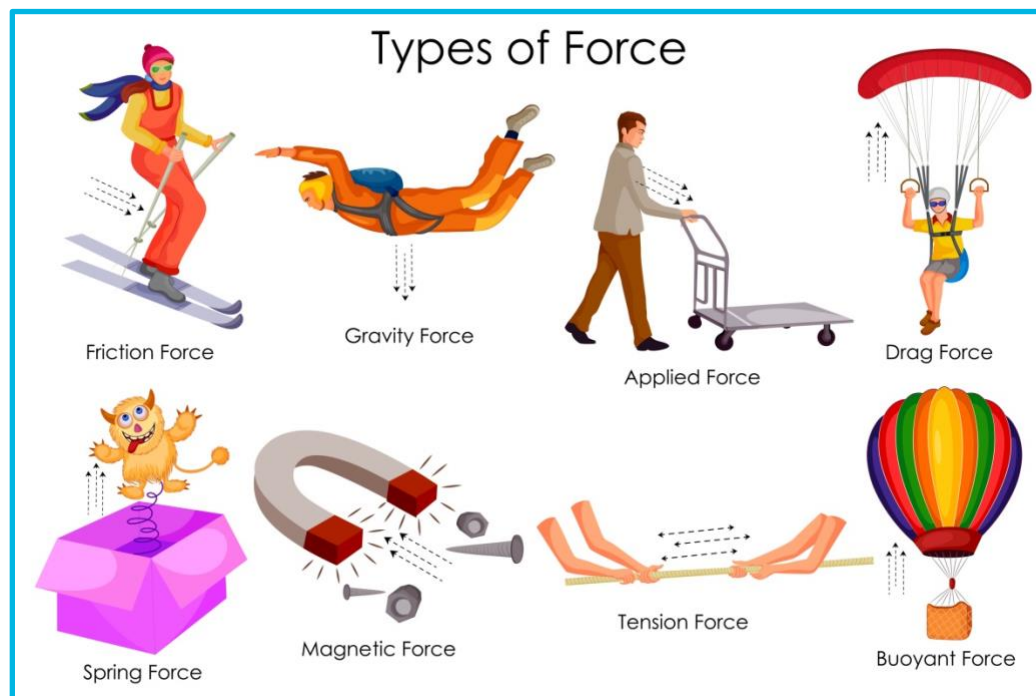 Types of Force
Friction Force
Gravity Force
Applied Force
Drag Force
Spring Force
Magnetic Force
Tension Force
Buoyant Force